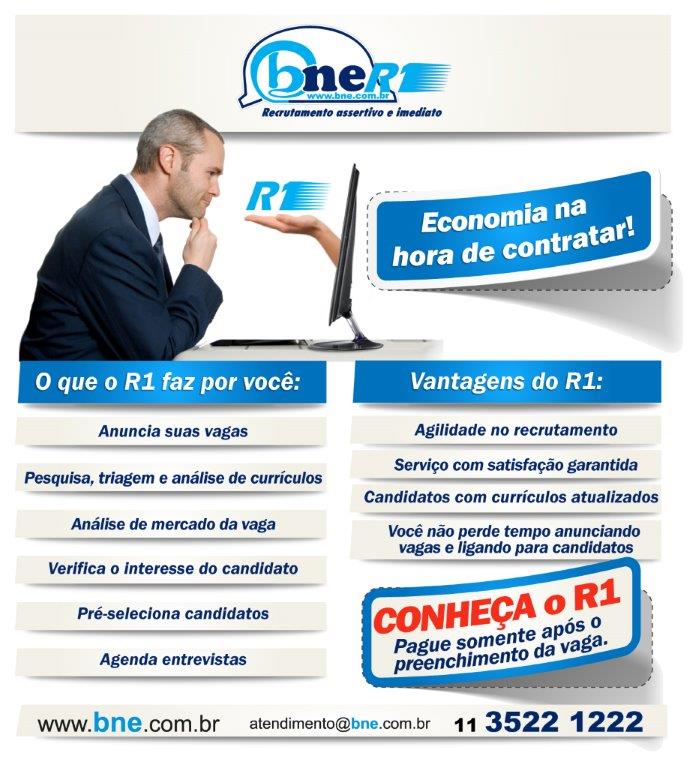 bne R1
www.bne.com.br
Recrutamento assertivo e imediato
R1
Economia na
hora de contratar!
O que o R1 faz por você:
Anuncia suas vagas
Pesquisa, triagem e análise de currículos
Análise de mercado da vaga
Verifica o interesse do candidato
Pré-seleciona candidatos
Agenda entrevistas
Vantagens do R1:
Agilidade no recrutamento
Serviço com satisfação garantida
Candidatos com currículos atualizados
Você não perde tempo anunciando
vagas e ligando para candidatos
CONHEÇA o R1
Pague somente após o
preenchimento da vaga.
www.bne.com.br atendimento@bne.com.br 11 3522 1222